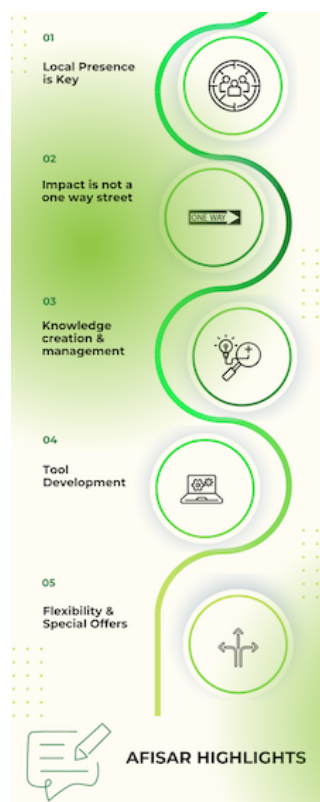 01
Local Presence
is Key
02
Impact is not a
one way street
ONE WAY
03
Knowledge
creation &
management
04
Tool
Development
05
Flexibility &
Special Offers
AFISAR HIGHLIGHTS